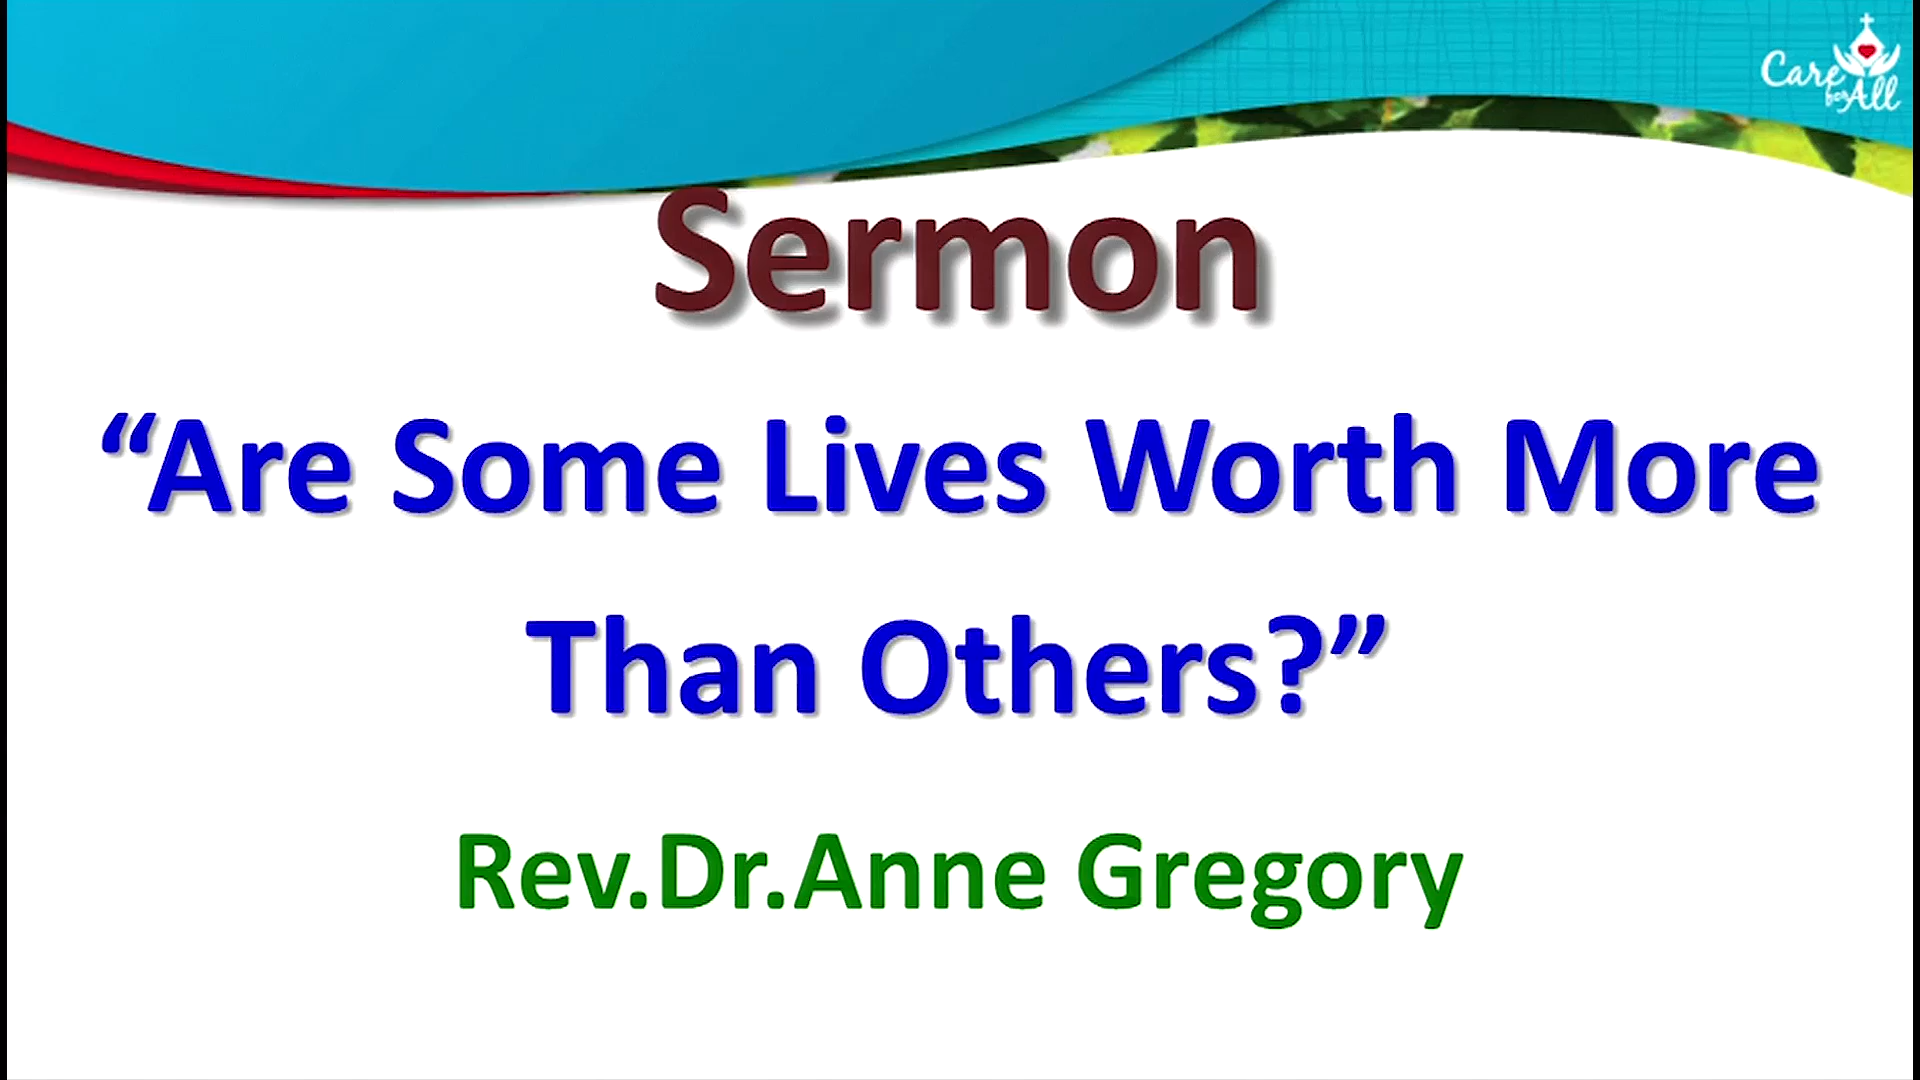 Care
for All
Sermon
“Are Some Lives Worth More
Than Others?”
Rev.Dr.Anne Gregory